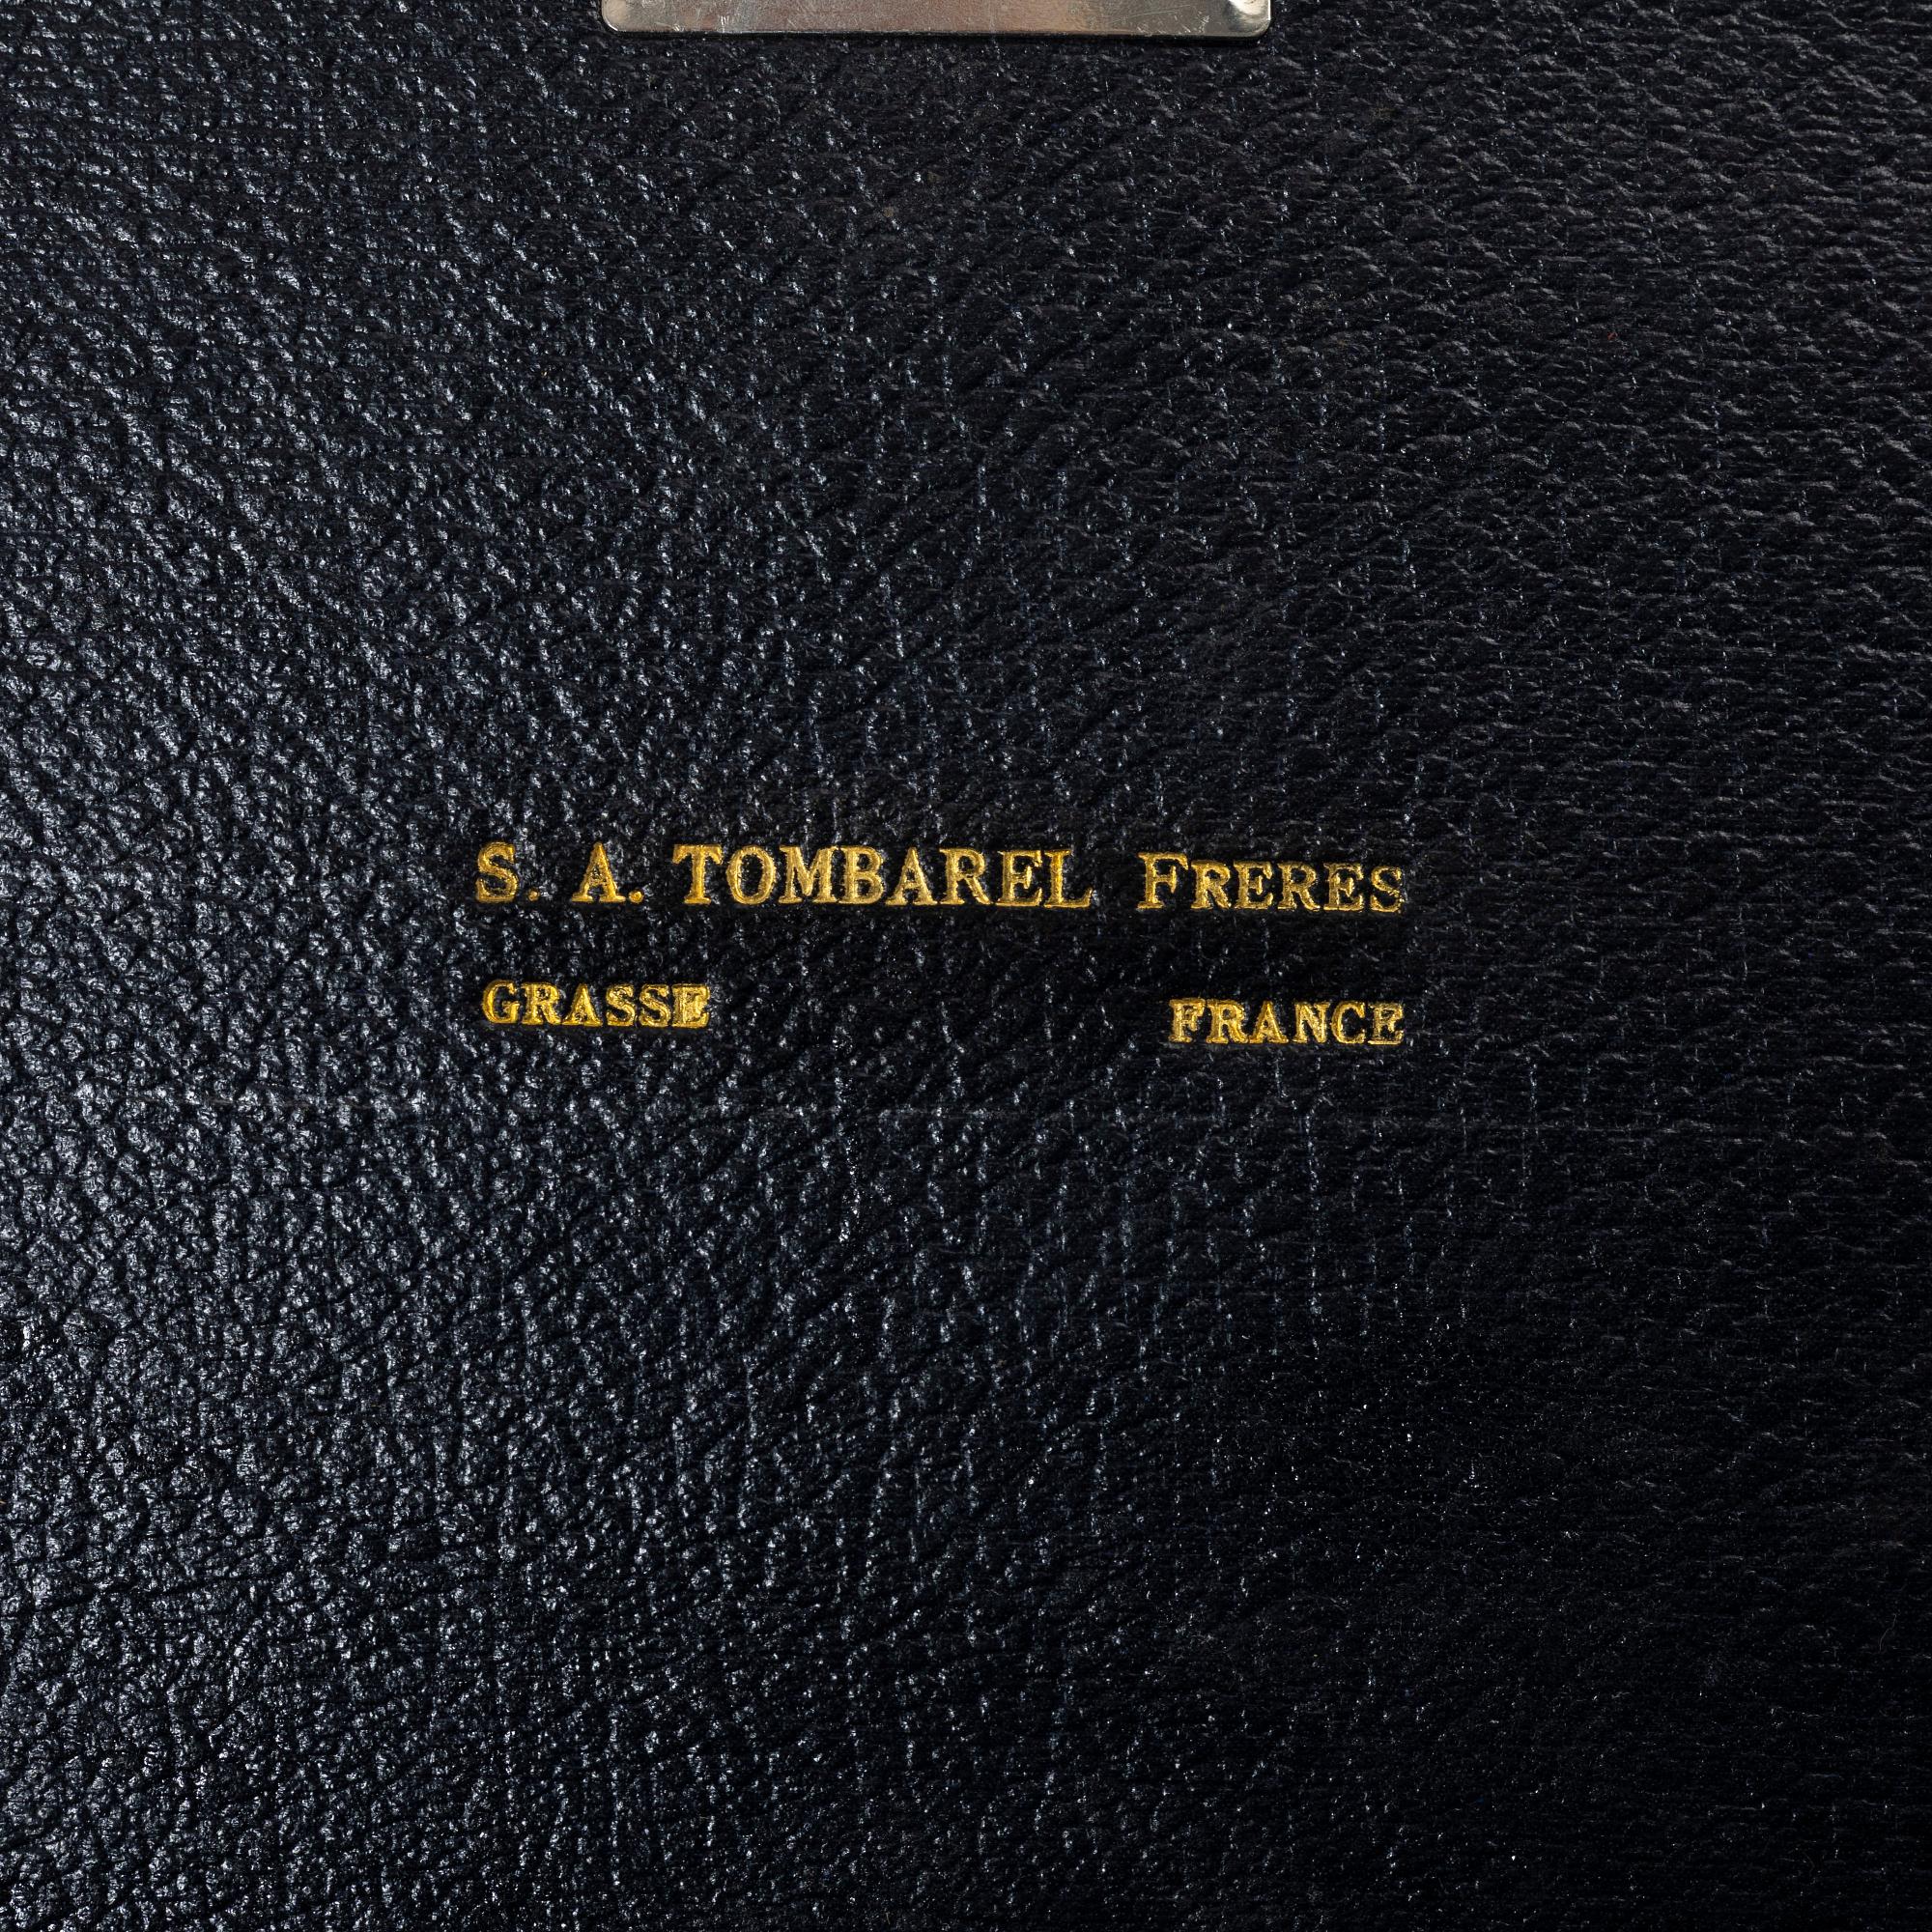 S. A. TOMBAREL FRERES
GRASSE FRANCE